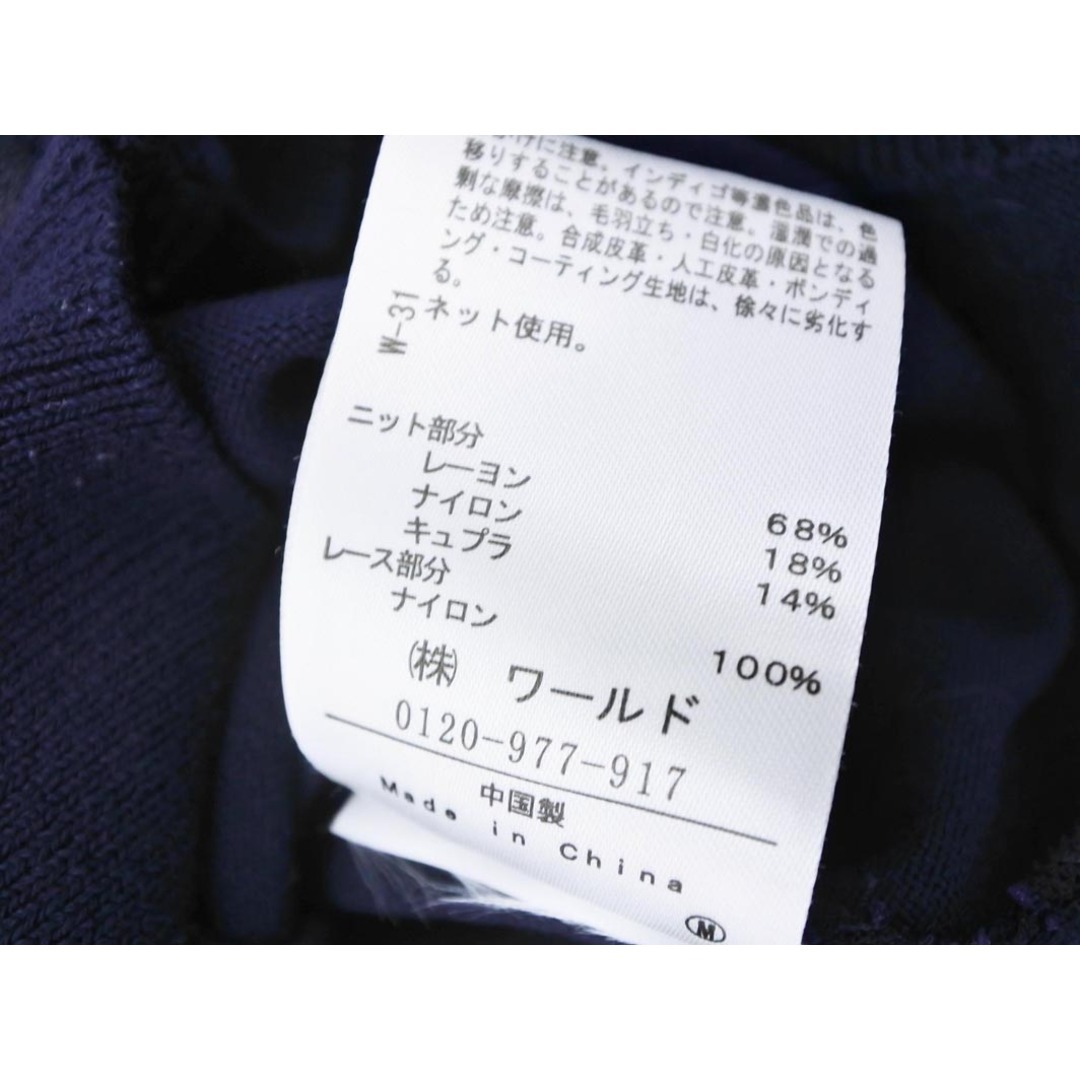 に注意。インディゴ等濃色品は、色
移りすることがあるので注意。湿潤での過
剰な摩擦は、毛羽立ち・白化の原因となる
ため注意。合成皮革・人工皮革・ボンディ
ング・コーティング生地は、徐々に劣化す
る。
W-31
ネット使用。
ニット部分
レーヨン 68%
ナイロン 18%
キュプラ 14%
レース部分
ナイロン 100%
(株) ワールド
0120-977-917
中国製
Made in China
M